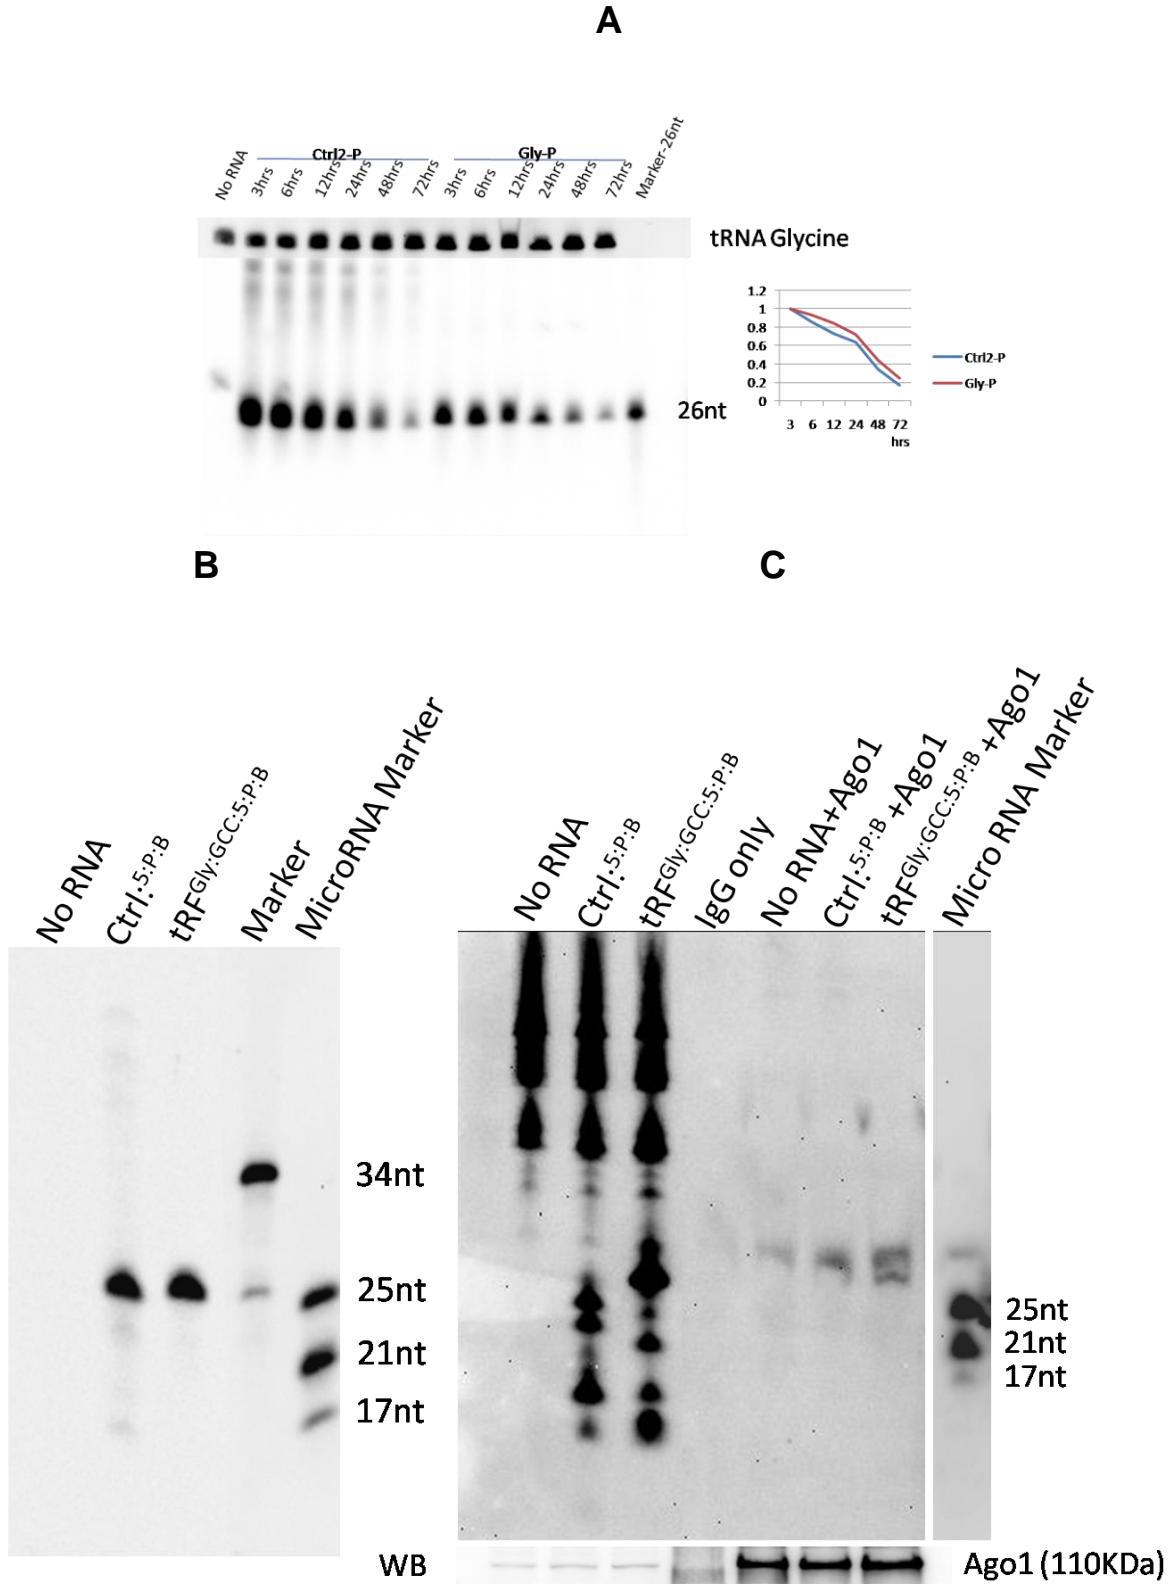 A
No RNA
Ctrl2-P
3hrs
6hrs
12hrs
24hrs
48hrs
72hrs
Gly-P
3hrs
6hrs
12hrs
24hrs
48hrs
72hrs
Marker-26nt
tRNA Glycine
26nt
1.2
1
0.8
0.6
0.4
0.2
0
3 6 12 24 48 72
hrs
Ctrl2-P
Gly-P
B
No RNA
Ctrl:5:P:B
tRFGly:GCC:5:P:B
Marker
MicroRNA Marker
34nt
25nt
21nt
17nt
C
No RNA
Ctrl:5:P:B
tRFGly:GCC:5:P:B
IgG only
No RNA+Ago1
Ctrl:5:P:B +Ago1
tRFGly:GCC:5:P:B +Ago1
Micro RNA Marker
25nt
21nt
17nt
WB
Ago1 (110KDa)